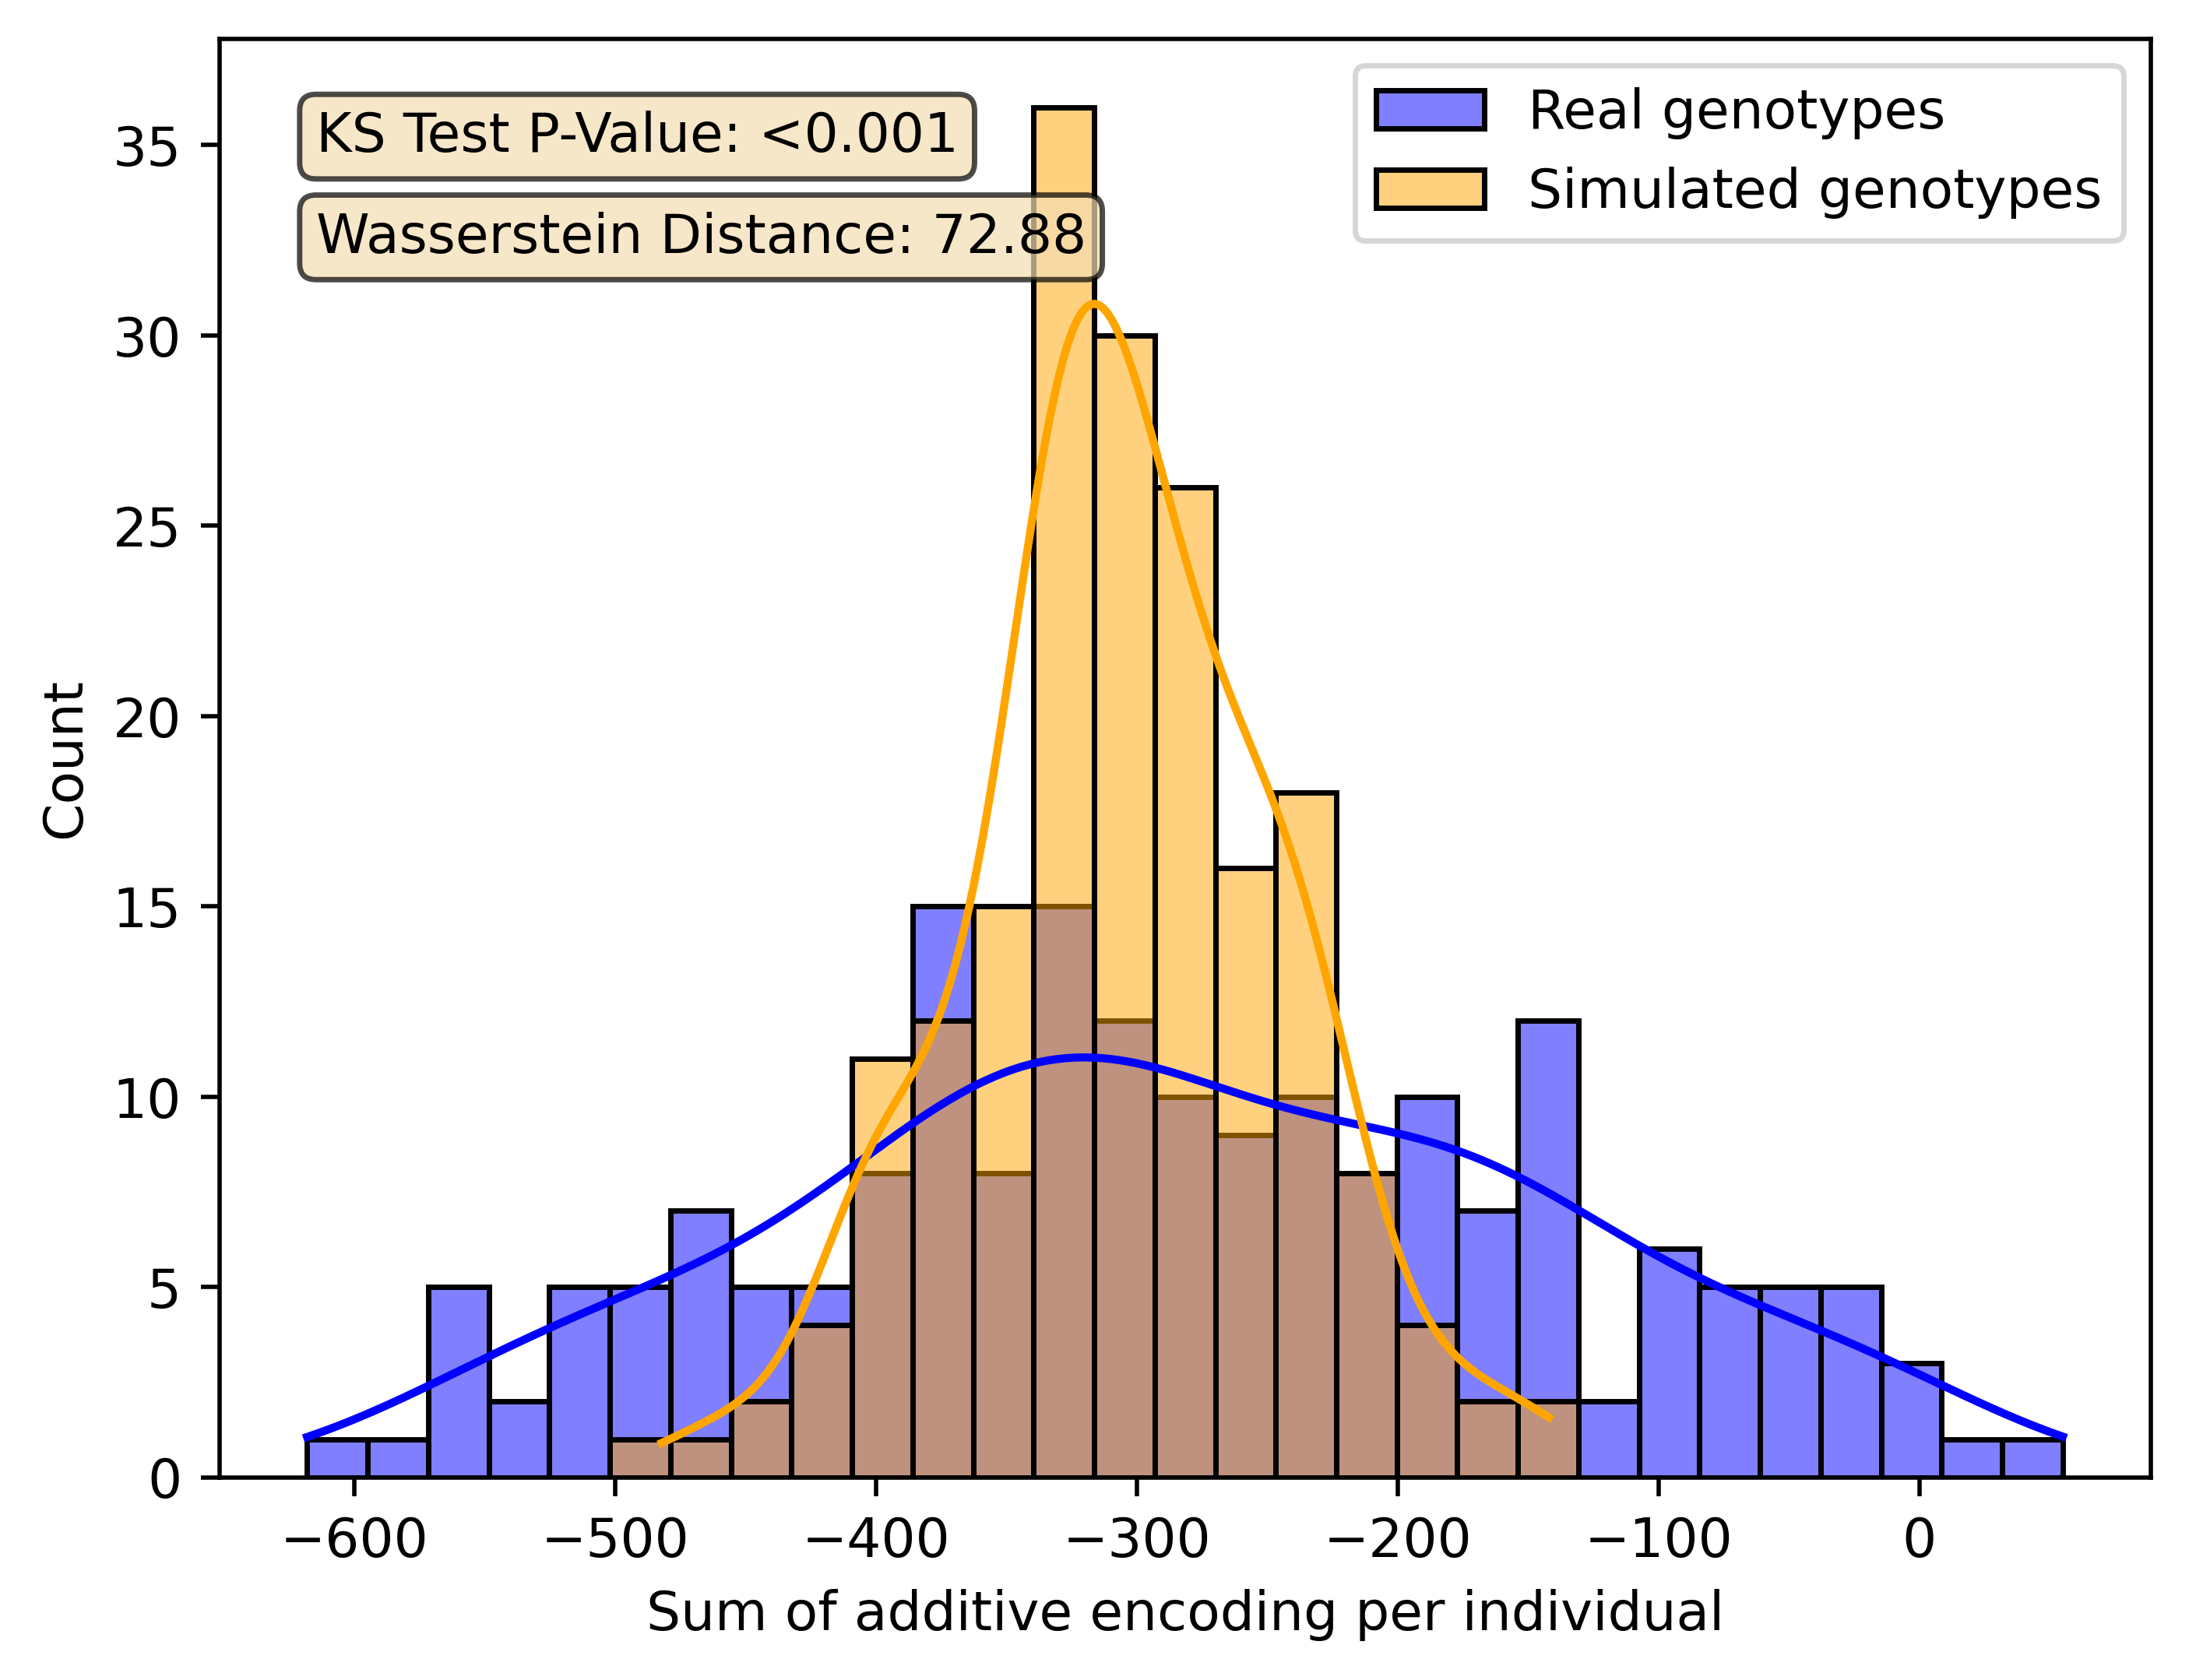 KS Test P-Value: <0.001
Wasserstein Distance: 72.88
Real genotypes
Simulated genotypes
Count
35
30
25
20
15
10
5
0
−600 −500 −400 −300 −200 −100 0
Sum of additive encoding per individual